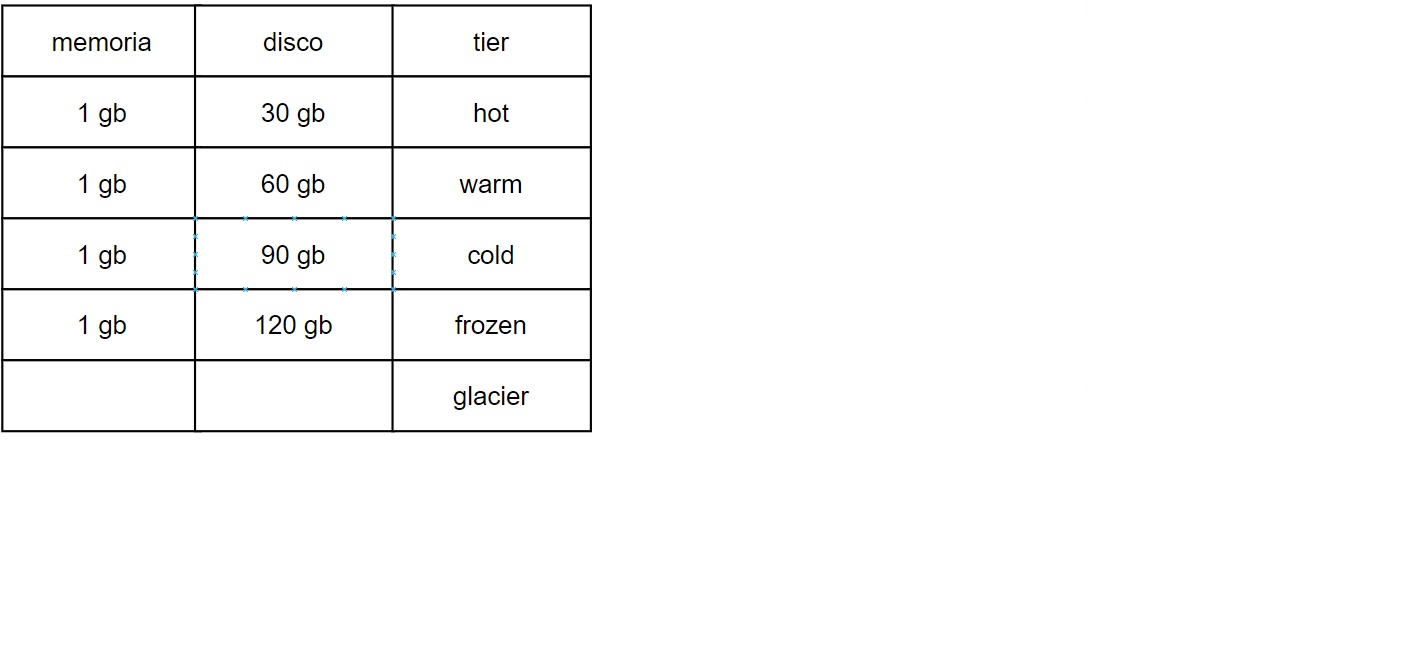 memoria disco tier
1 gb 30 gb hot
1 gb 60 gb warm
1 gb 90 gb cold
1 gb 120 gb frozen
glacier